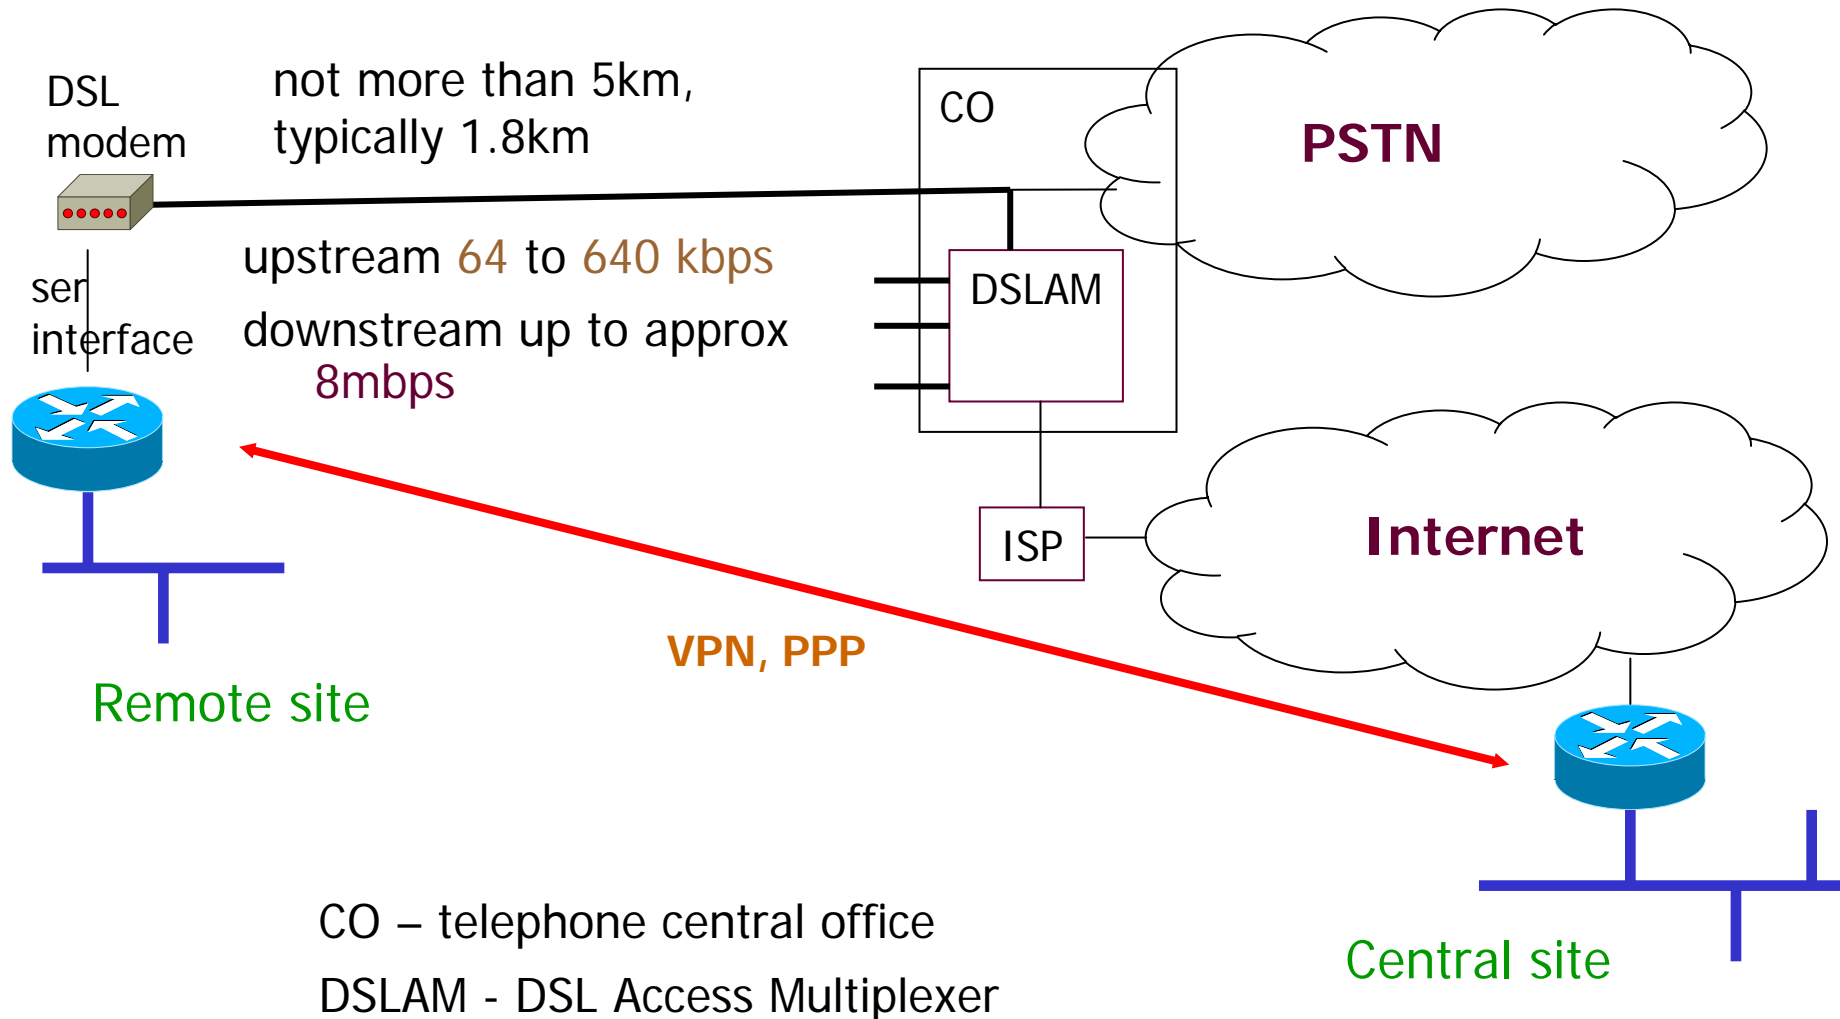 DSL
modem
not more than 5km,
typically 1.8km
CO
PSTN
upstream 64 to 640 kbps
downstream up to approx
8mbps
ser
interface
DSLAM
ISP
Internet
VPN, PPP
Remote site
Central site
CO – telephone central office
DSLAM - DSL Access Multiplexer